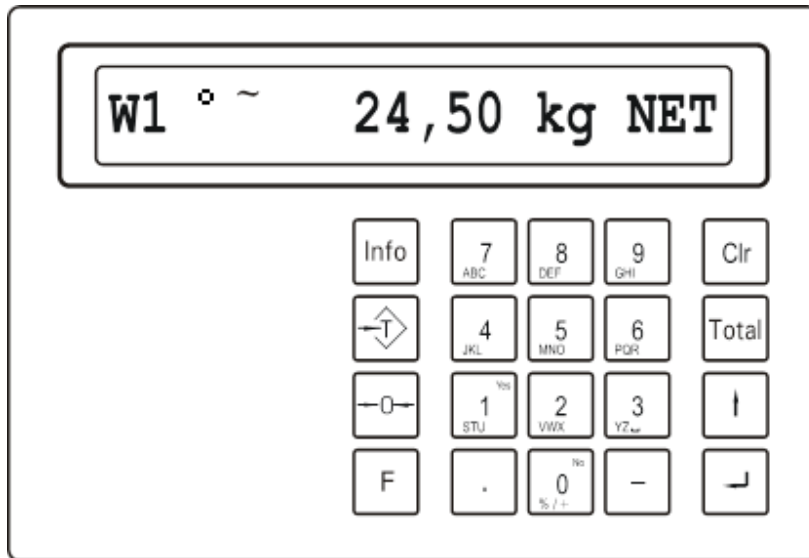 W1 ° ~ 24,50 kg NET
Info 7 ABC 8 DEF 9 GHI Clr
T 4 JKL 5 MNO 6 PQR Total
0 1 Yes STU 2 VWX 3 YZ⎵
F . 0 No % / + –